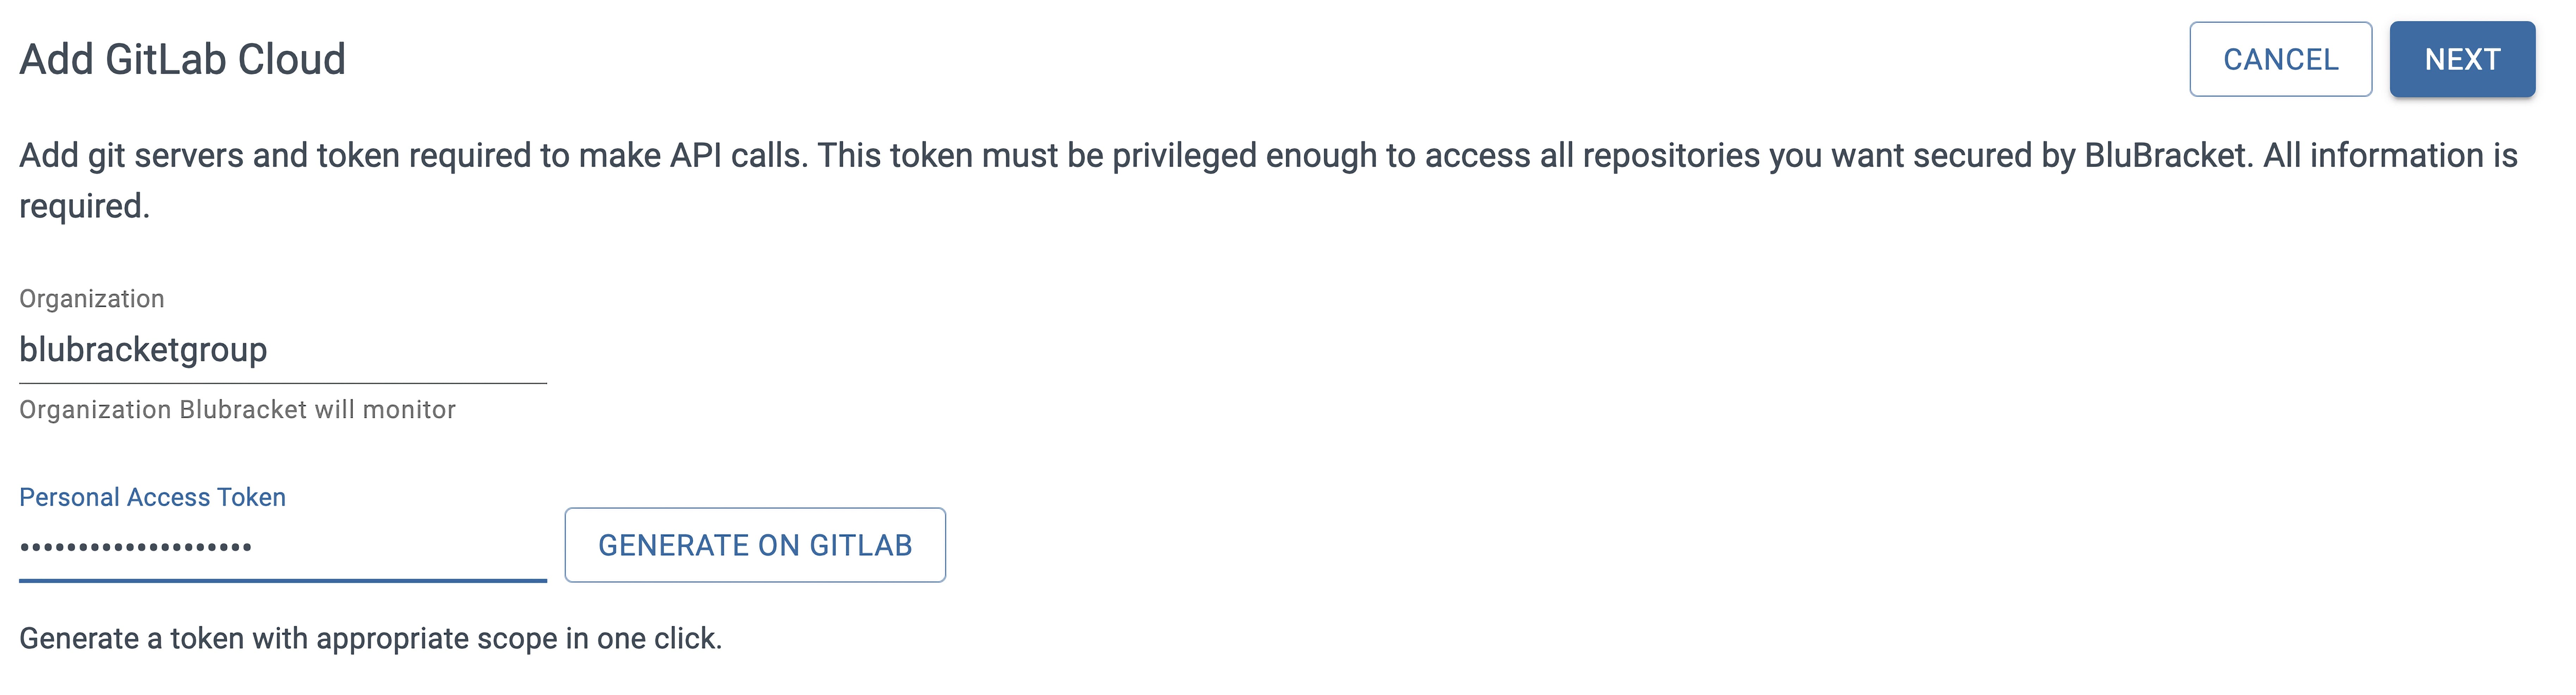 Add GitLab Cloud
CANCEL
NEXT
Add git servers and token required to make API calls. This token must be privileged enough to access all repositories you want secured by BluBracket. All information is
required.
Organization
blubracketgroup
Organization Blubracket will monitor
Personal Access Token
••••••••••••••••••••
GENERATE ON GITLAB
Generate a token with appropriate scope in one click.